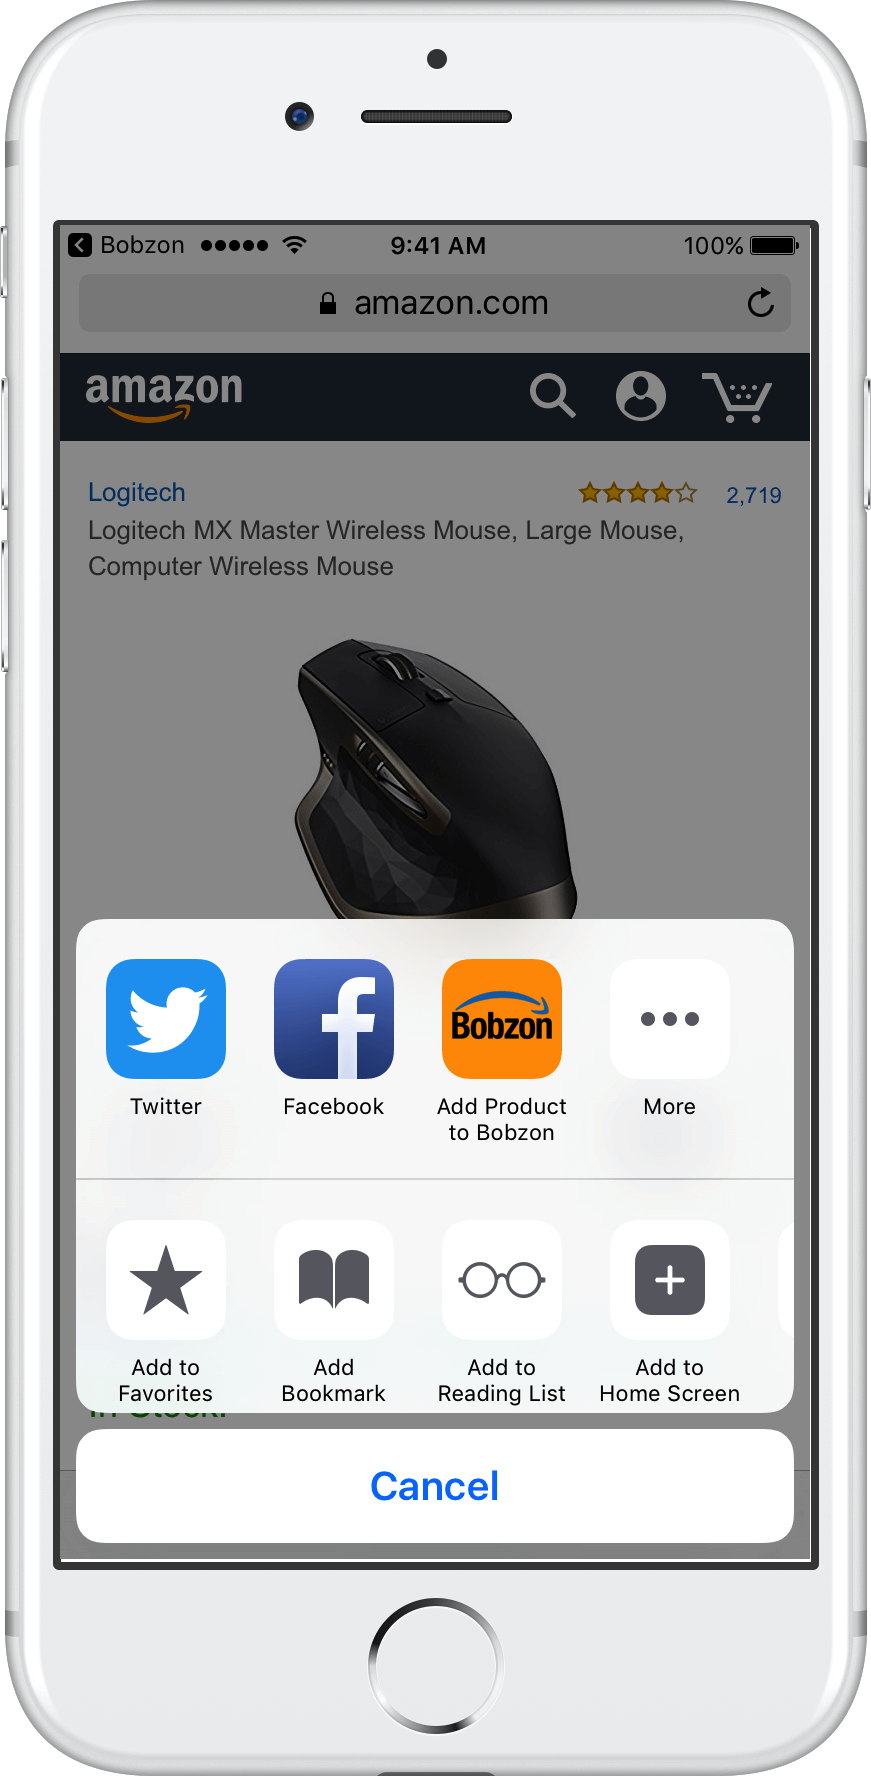 Bobzon 9:41 AM 100%
amazon.com
amazon
Logitech 2,719
Logitech MX Master Wireless Mouse, Large Mouse,
Computer Wireless Mouse
Bobzon
Twitter Facebook Add Product More
to Bobzon
Add to Add Add to Add to
Favorites Bookmark Reading List Home Screen
In Stock.
Cancel